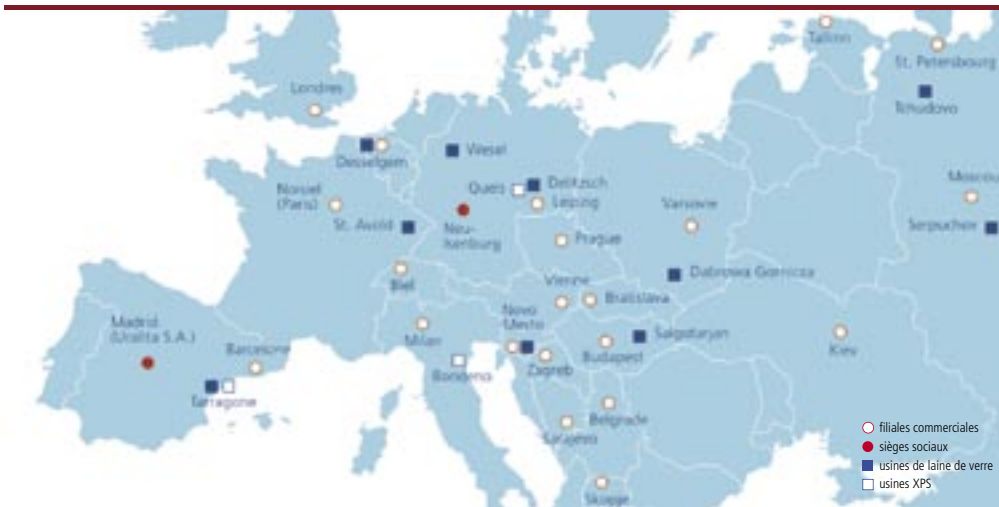 Tallinn
St. Petersbourg
Tchudovo
Londres
Desselgem
Wesel
Moscou
Queis
Delitzsch
Leipzig
Noisiel
(Paris)
Varsovie
St. Avold
Neu-
Isenburg
Serpuchov
Prague
Biel
Dabrowa Gornicza
Vienne
Bratislava
Novo
Mesto
Madrid
(Uralita S.A.)
Milan
Salgotarjan
Barcelone
Budapest
Kiev
Zagreb
Bondeno
Tarragone
Belgrade
Sarajevo
filiales commerciales
sièges sociaux
usines de laine de verre
usines XPS
Skopje